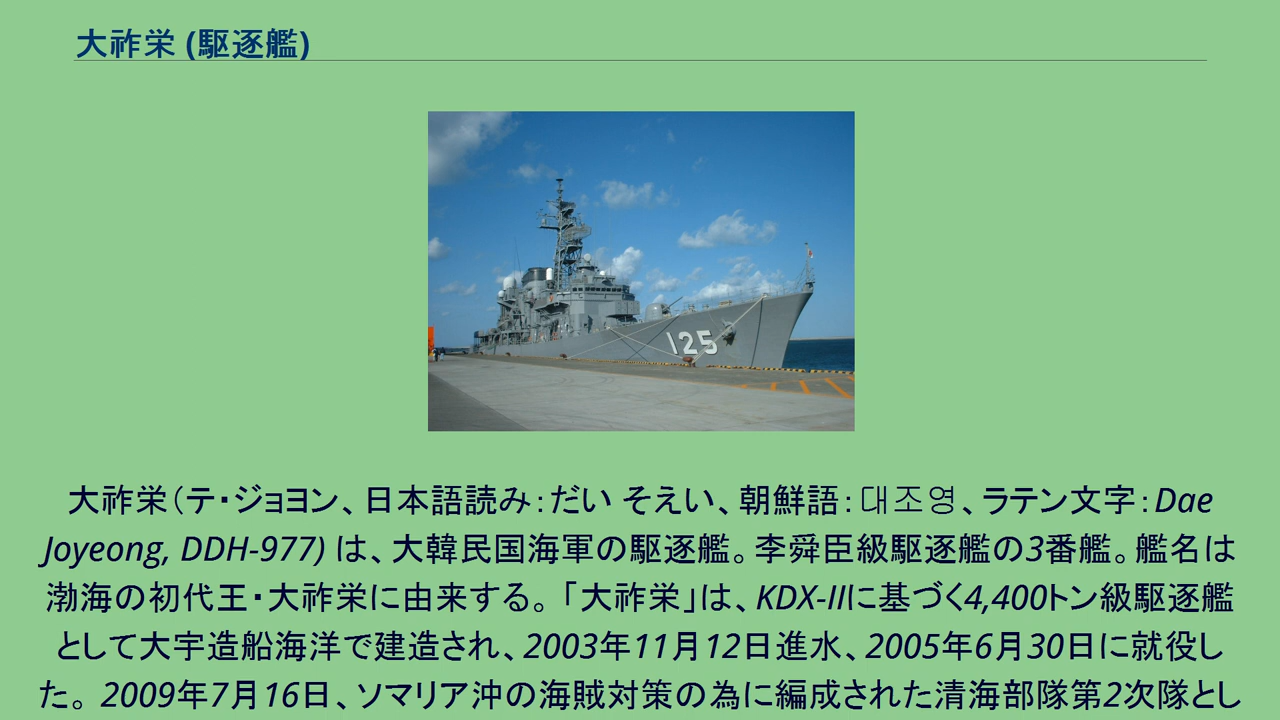 大祚栄 (駆逐艦)
125
大祚栄（テ・ジョヨン、日本語読み：だい そえい、朝鮮語：대조영、ラテン文字：Dae
Joyeong, DDH-977) は、大韓民国海軍の駆逐艦。李舜臣級駆逐艦の3番艦。艦名は
渤海の初代王・大祚栄に由来する。「大祚栄」は、KDX-IIに基づく4,400トン級駆逐艦
として大宇造船海洋で建造され、2003年11月12日進水、2005年6月30日に就役し
た。2009年7月16日、ソマリア沖の海賊対策の為に編成された清海部隊第2次隊とし